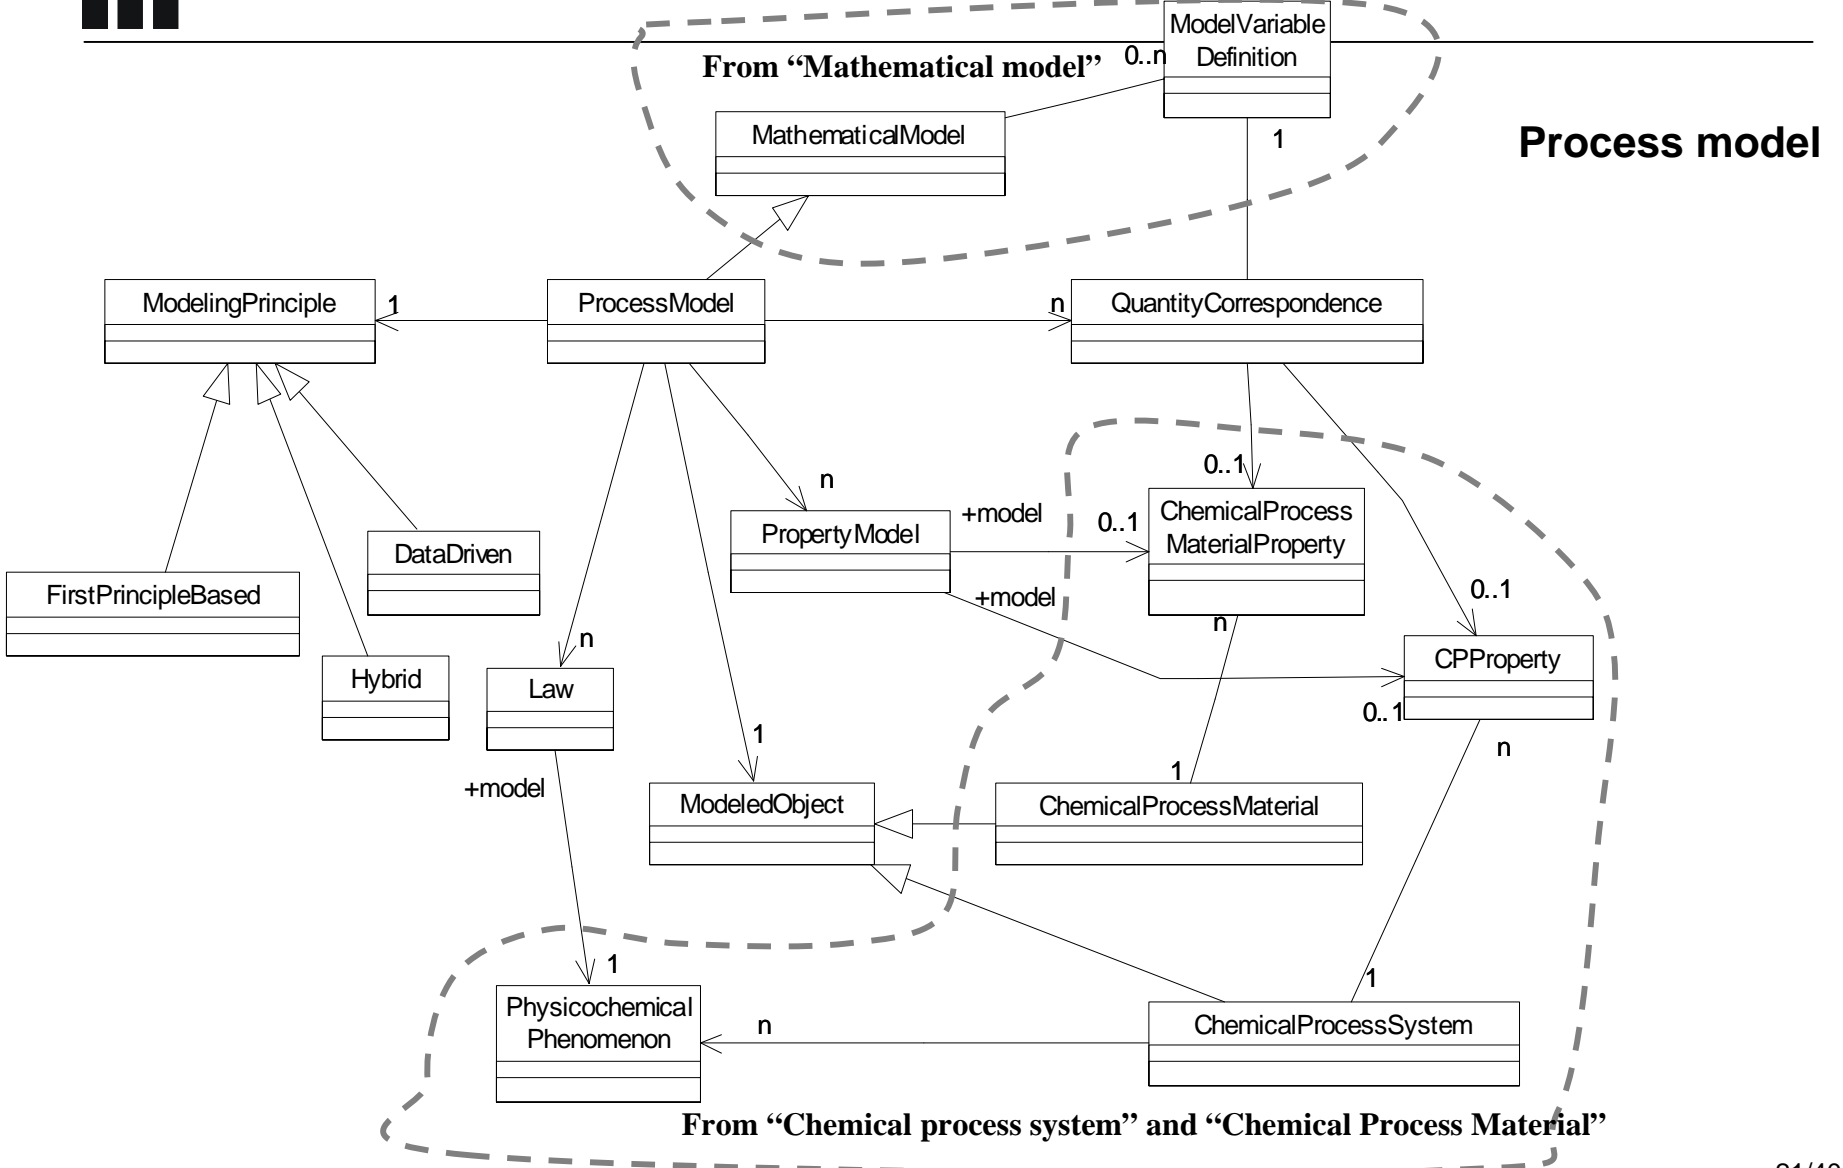 ModelVariable
Definition
From “Mathematical model”
0..n
MathematicalModel
1
Process model
ModelingPrinciple
1
ProcessModel
n
QuantityCorrespondence
0..1
n
ChemicalProcess
MaterialProperty
+model
0..1
PropertyModel
DataDriven
FirstPrincipleBased
+model
0..1
n
n
CPProperty
Hybrid
Law
0..1
n
1
1
+model
ModeledObject
ChemicalProcessMaterial
1
1
Physicochemical
Phenomenon
n
ChemicalProcessSystem
From “Chemical process system” and “Chemical Process Material”